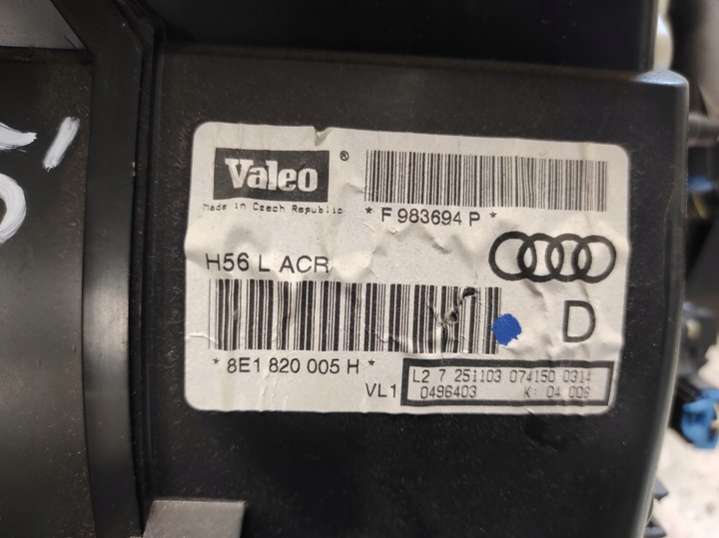 Valeo ®
Made in Czech Republic
* F 983694 P *
H56 L ACR
D
* 8E1 820 005 H *
VL1
L2 7 251103 074150 0314
0496403 K: 04 006